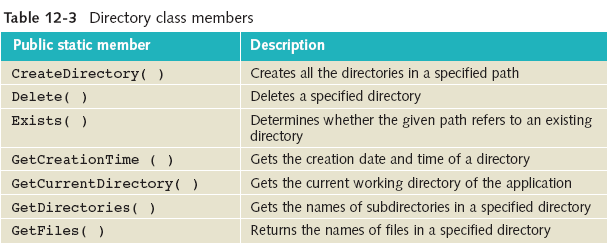 Table 12-3 Directory class members
Public static member Description
CreateDirectory( ) Creates all the directories in a specified path
Delete( ) Deletes a specified directory
Exists( ) Determines whether the given path refers to an existing
directory
GetCreationTime ( ) Gets the creation date and time of a directory
GetCurrentDirectory( ) Gets the current working directory of the application
GetDirectories( ) Gets the names of subdirectories in a specified directory
GetFiles( ) Returns the names of files in a specified directory